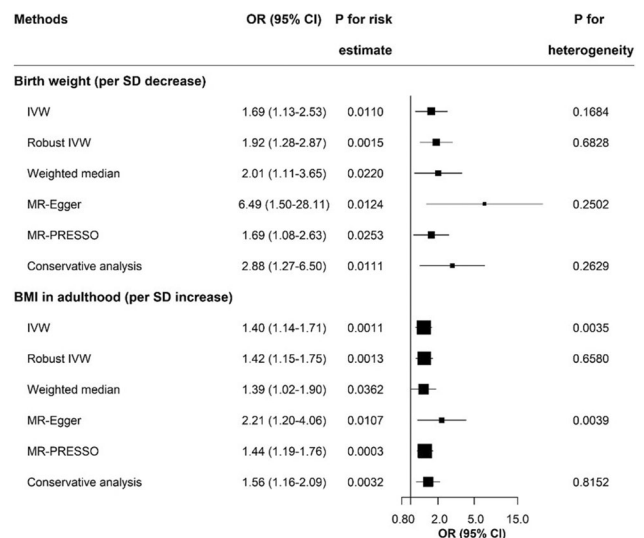 Methods OR (95% CI) P for risk P for
estimate heterogeneity
Birth weight (per SD decrease)
IVW 1.69 (1.13-2.53) 0.0110 0.1684
Robust IVW 1.92 (1.28-2.87) 0.0015 0.6828
Weighted median 2.01 (1.11-3.65) 0.0220
MR-Egger 6.49 (1.50-28.11) 0.0124 0.2502
MR-PRESSO 1.69 (1.08-2.63) 0.0253
Conservative analysis 2.88 (1.27-6.50) 0.0111 0.2629
BMI in adulthood (per SD increase)
IVW 1.40 (1.14-1.71) 0.0011 0.0035
Robust IVW 1.42 (1.15-1.75) 0.0013 0.6580
Weighted median 1.39 (1.02-1.90) 0.0362
MR-Egger 2.21 (1.20-4.06) 0.0107 0.0039
MR-PRESSO 1.44 (1.19-1.76) 0.0003
Conservative analysis 1.56 (1.16-2.09) 0.0032 0.8152
0.80 2.0 5.0 15.0
OR (95% CI)